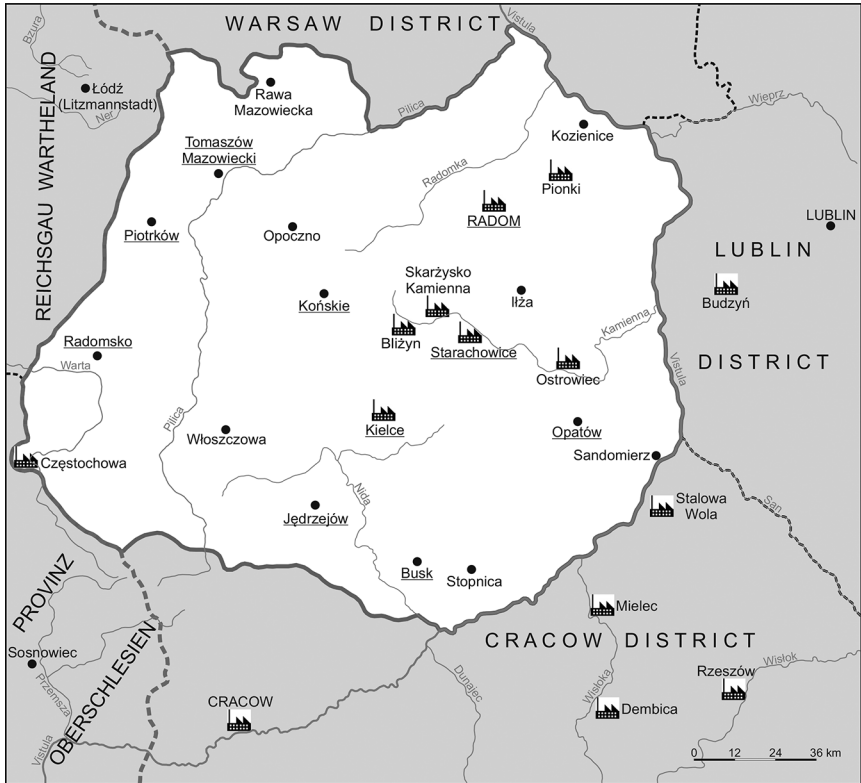 WARSAW DISTRICT
Vistula
Bzura
Łódź
(Litzmannstadt)
Ner
REICHSGAU WARTHELAND
Rawa
Mazowiecka
Pilica
Wieprz
Kozienice
Tomaszów
Mazowiecki
Radomka
Pionki
RADOM
LUBLIN
Piotrków
Opoczno
LUBLIN
Skarżysko
Kamienna
Końskie
Iłża
Budzyń
Bliżyn
Starachowice
Kamienna
Radomsko
Warta
Ostrowiec
Vistula
DISTRICT
Pilica
Kielce
Opatów
Włoszczowa
Sandomierz
Częstochowa
Nida
Stalowa
Wola
San
Jędrzejów
Busk
Stopnica
PROVINZ
OBERSCHLESIEN
Mielec
CRACOW DISTRICT
Sosnowiec
Przemsza
Dunajec
Wisłoka
Rzeszów
Wisłok
CRACOW
Dembica
Vistula
0 12 24 36 km